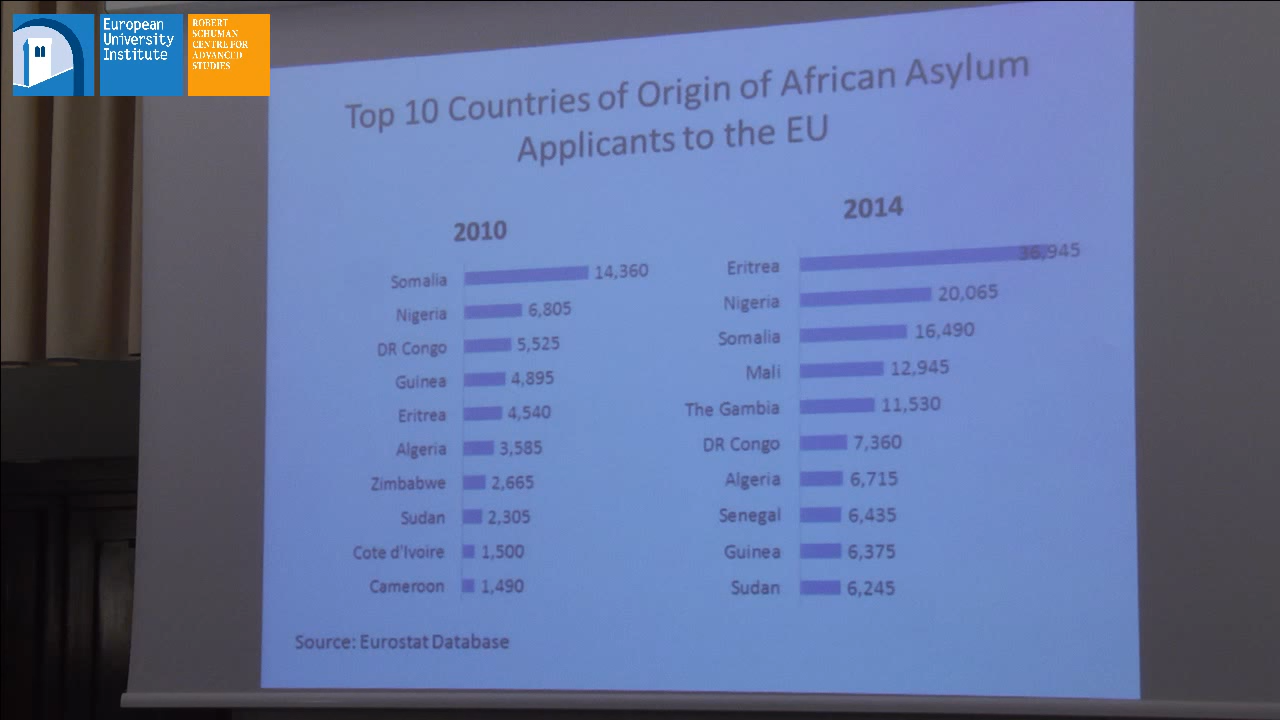 European
University
Institute
ROBERT
SCHUMAN
CENTRE FOR
ADVANCED
STUDIES
Top 10 Countries of Origin of African Asylum
Applicants to the EU
2010
Somalia 14,360
Nigeria 6,805
DR Congo 5,525
Guinea 4,895
Eritrea 4,540
Algeria 3,585
Zimbabwe 2,665
Sudan 2,305
Cote d'Ivoire 1,500
Cameroon 1,490
2014
Eritrea 36,945
Nigeria 20,065
Somalia 16,490
Mali 12,945
The Gambia 11,530
DR Congo 7,360
Algeria 6,715
Senegal 6,435
Guinea 6,375
Sudan 6,245
Source: Eurostat Database